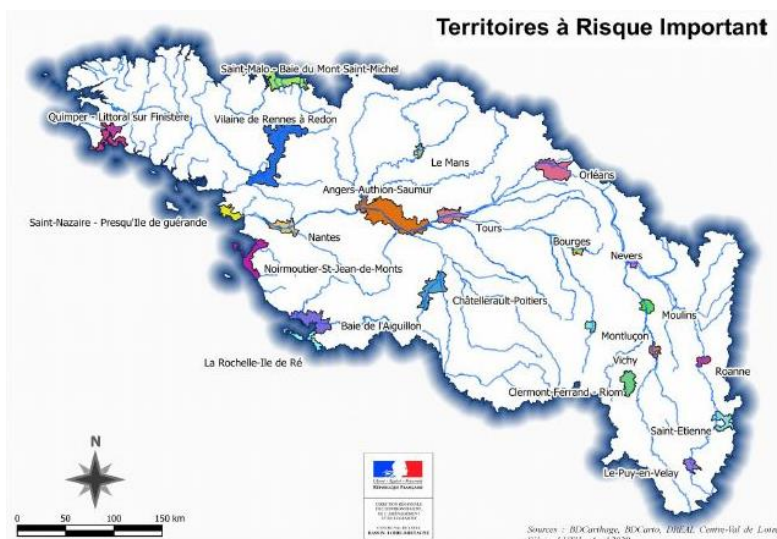 Territoires à Risque Important
Saint-Malo - Baie du Mont-Saint-Michel
Quimper - Littoral sur Finistère
Vilaine de Rennes à Redon
Le Mans
Orléans
Angers-Authion-Saumur
Saint-Nazaire - Presqu'Ile de guérande
Nantes
Tours
Bourges
Nevers
Noirmoutier-St-Jean-de-Monts
Châtellerault-Poitiers
Moulins
Baie de l'Aiguillon
Montluçon
La Rochelle-Ile de Ré
Vichy
Roanne
Clermont-Ferrand - Riom
Saint-Etienne
Le-Puy-en-Velay
N
0 50 100 150 km
RÉPUBLIQUE FRANÇAISE
Sources : BDCarthage, BDCarto, DREAL Centre-Val de Loire